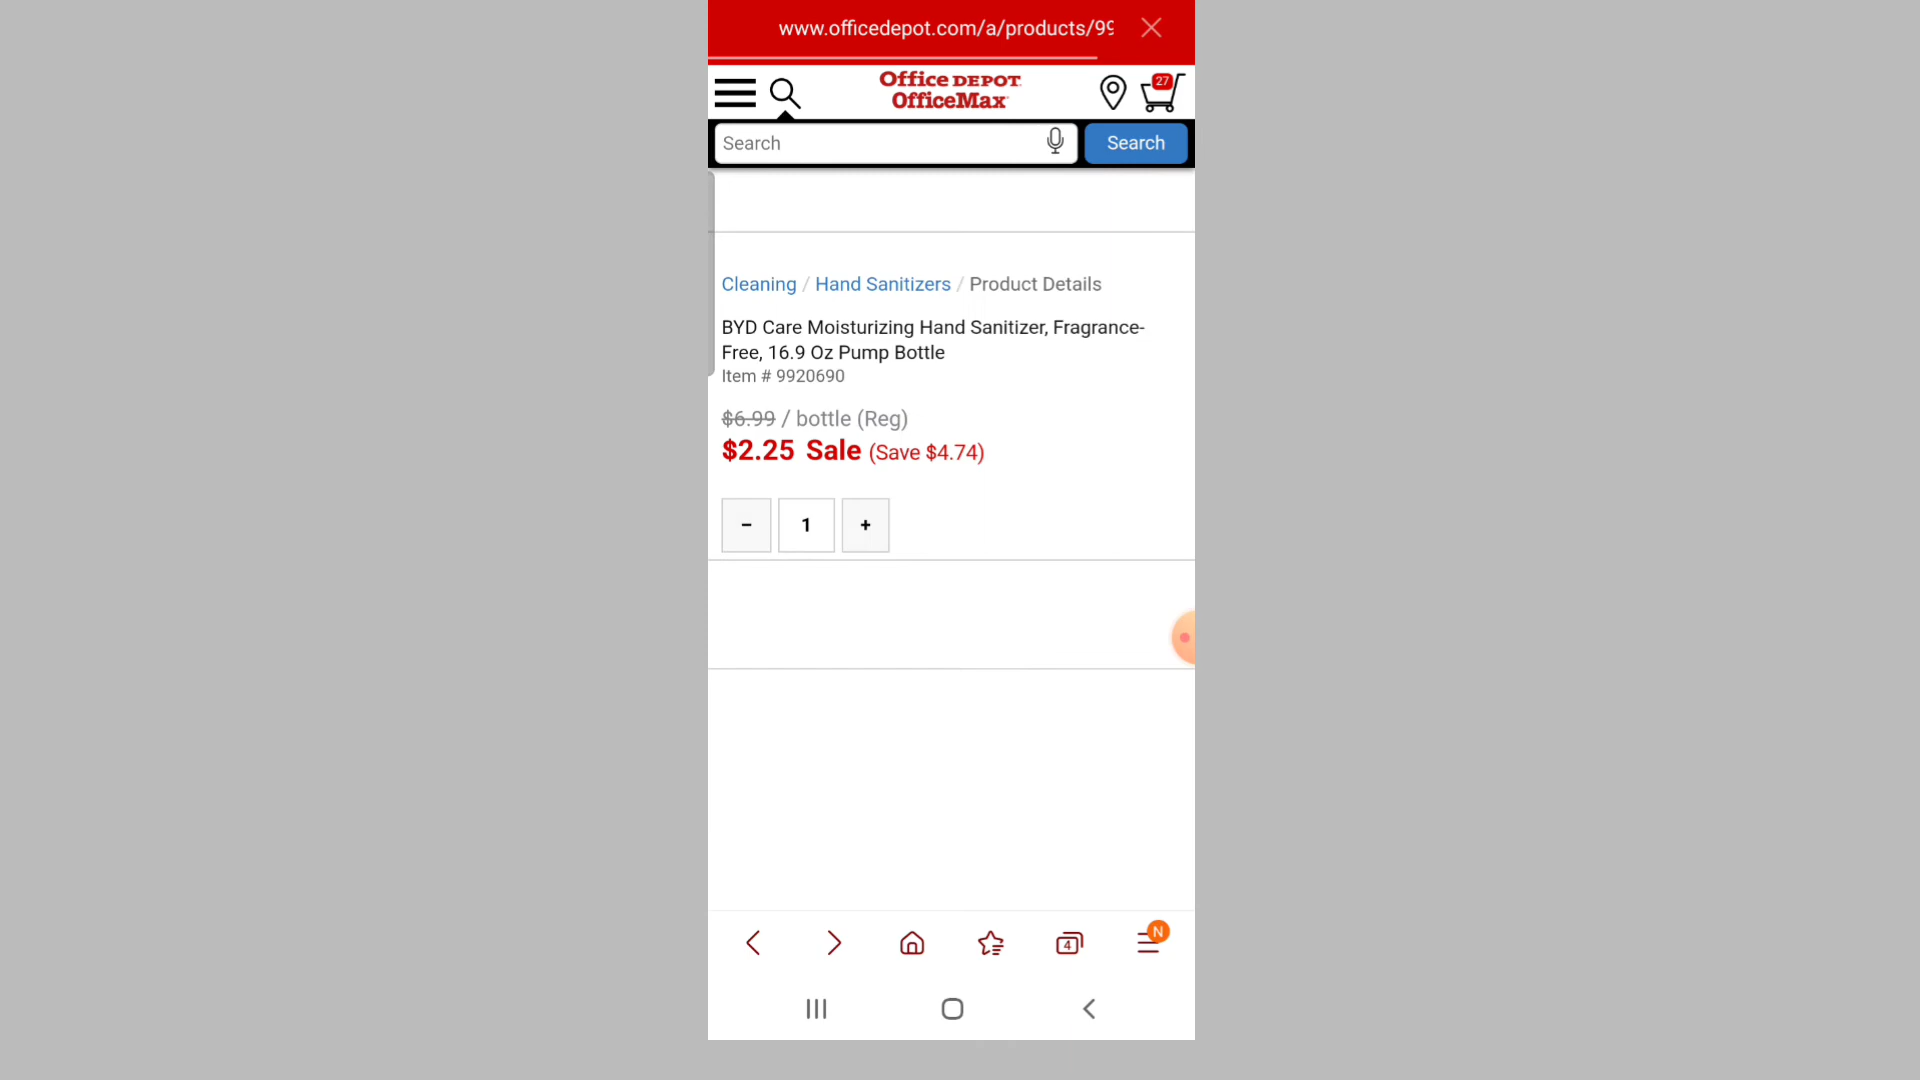 www.officedepot.com/a/products/99
27
Office DEPOT
OfficeMax
Search
Search
Cleaning / Hand Sanitizers / Product Details
BYD Care Moisturizing Hand Sanitizer, Fragrance-
Free, 16.9 Oz Pump Bottle
Item # 9920690
$6.99 / bottle (Reg)
$2.25 Sale (Save $4.74)
- 1 +
4
N